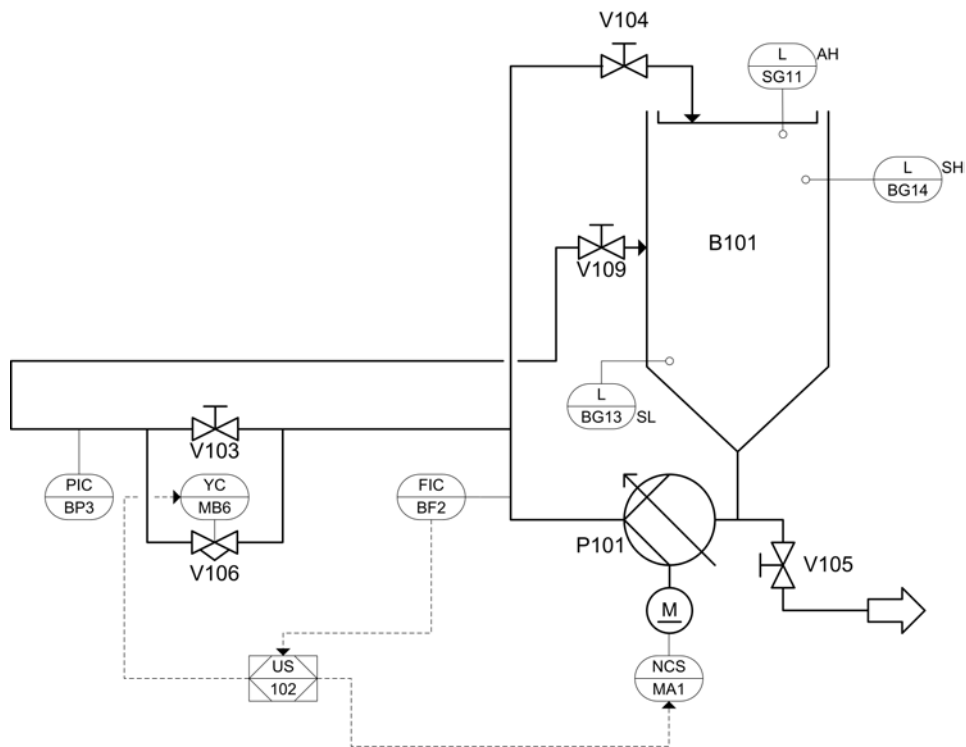 V104
L
SG11
AH
L
BG14
SH
B101
V109
L
BG13
SL
V103
PIC
BP3
YC
MB6
FIC
BF2
V106
P101
V105
M
US
102
NCS
MA1